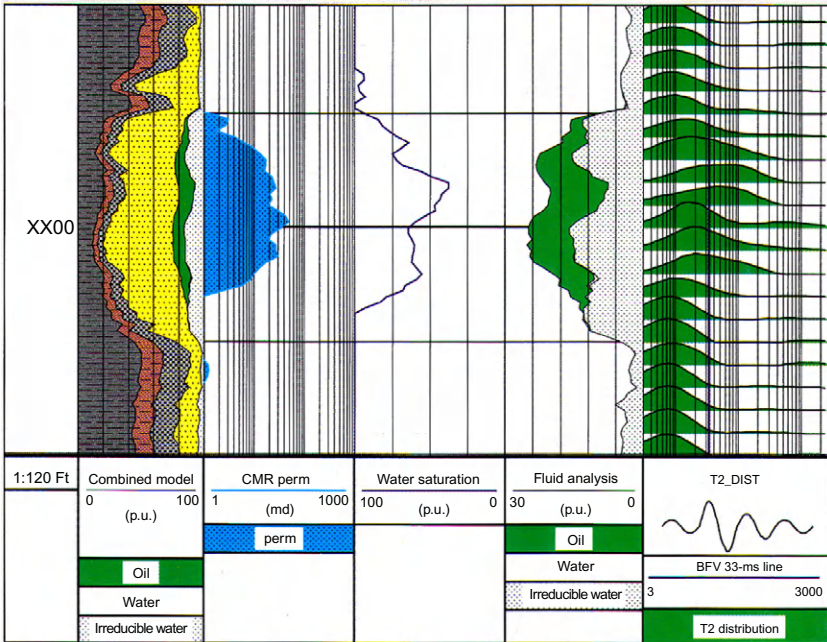 XX00
1:120 Ft
Combined model
0 100
(p.u.)
Oil
Water
Irreducible water
CMR perm
1 1000
(md)
perm
Water saturation
100 0
(p.u.)
Fluid analysis
30 0
(p.u.)
Oil
Water
Irreducible water
T2_DIST
BFV 33-ms line
3 3000
T2 distribution